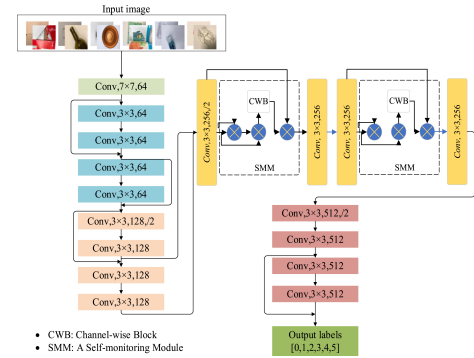 Input image
Conv,7×7,64
Conv,3×3,64
Conv,3×3,64
Conv,3×3,64
Conv,3×3,64
Conv,3×3,128,/2
Conv,3×3,128
Conv,3×3,128
Conv,3×3,128
Conv,3×3,256,/2
CWB
SMM
Conv, 3×3,256
Conv, 3×3,256
CWB
SMM
Conv, 3×3,256
Conv,3×3,512,/2
Conv,3×3,512
Conv,3×3,512
Conv,3×3,512
Output labels
[0,1,2,3,4,5]
• CWB: Channel-wise Block
• SMM: A Self-monitoring Module